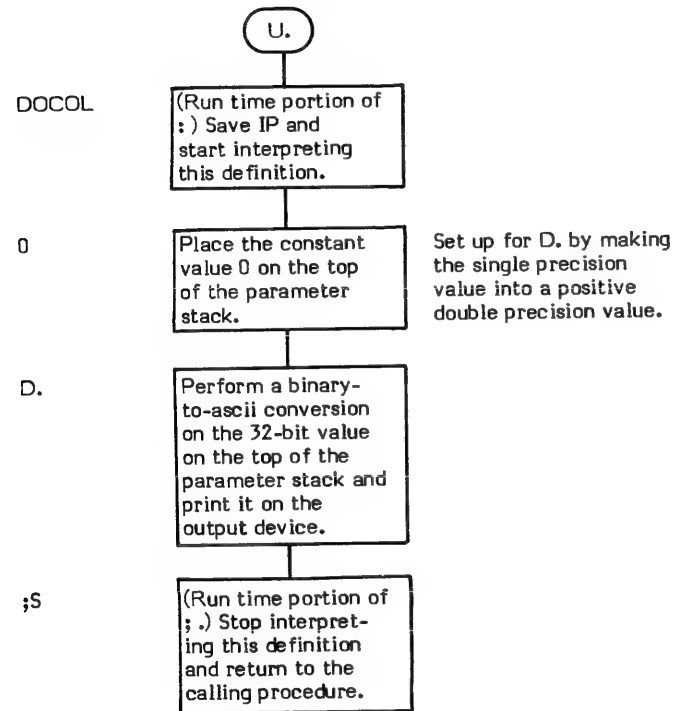 U.
DOCOL
(Run time portion of
: ) Save IP and
start interpreting
this definition.
0
Place the constant
value 0 on the top
of the parameter
stack.
Set up for D. by making
the single precision
value into a positive
double precision value.
D.
Perform a binary-
to-ascii conversion
on the 32-bit value
on the top of the
parameter stack and
print it on the
output device.
;S
(Run time portion of
; .) Stop interpret-
ing this definition
and return to the
calling procedure.